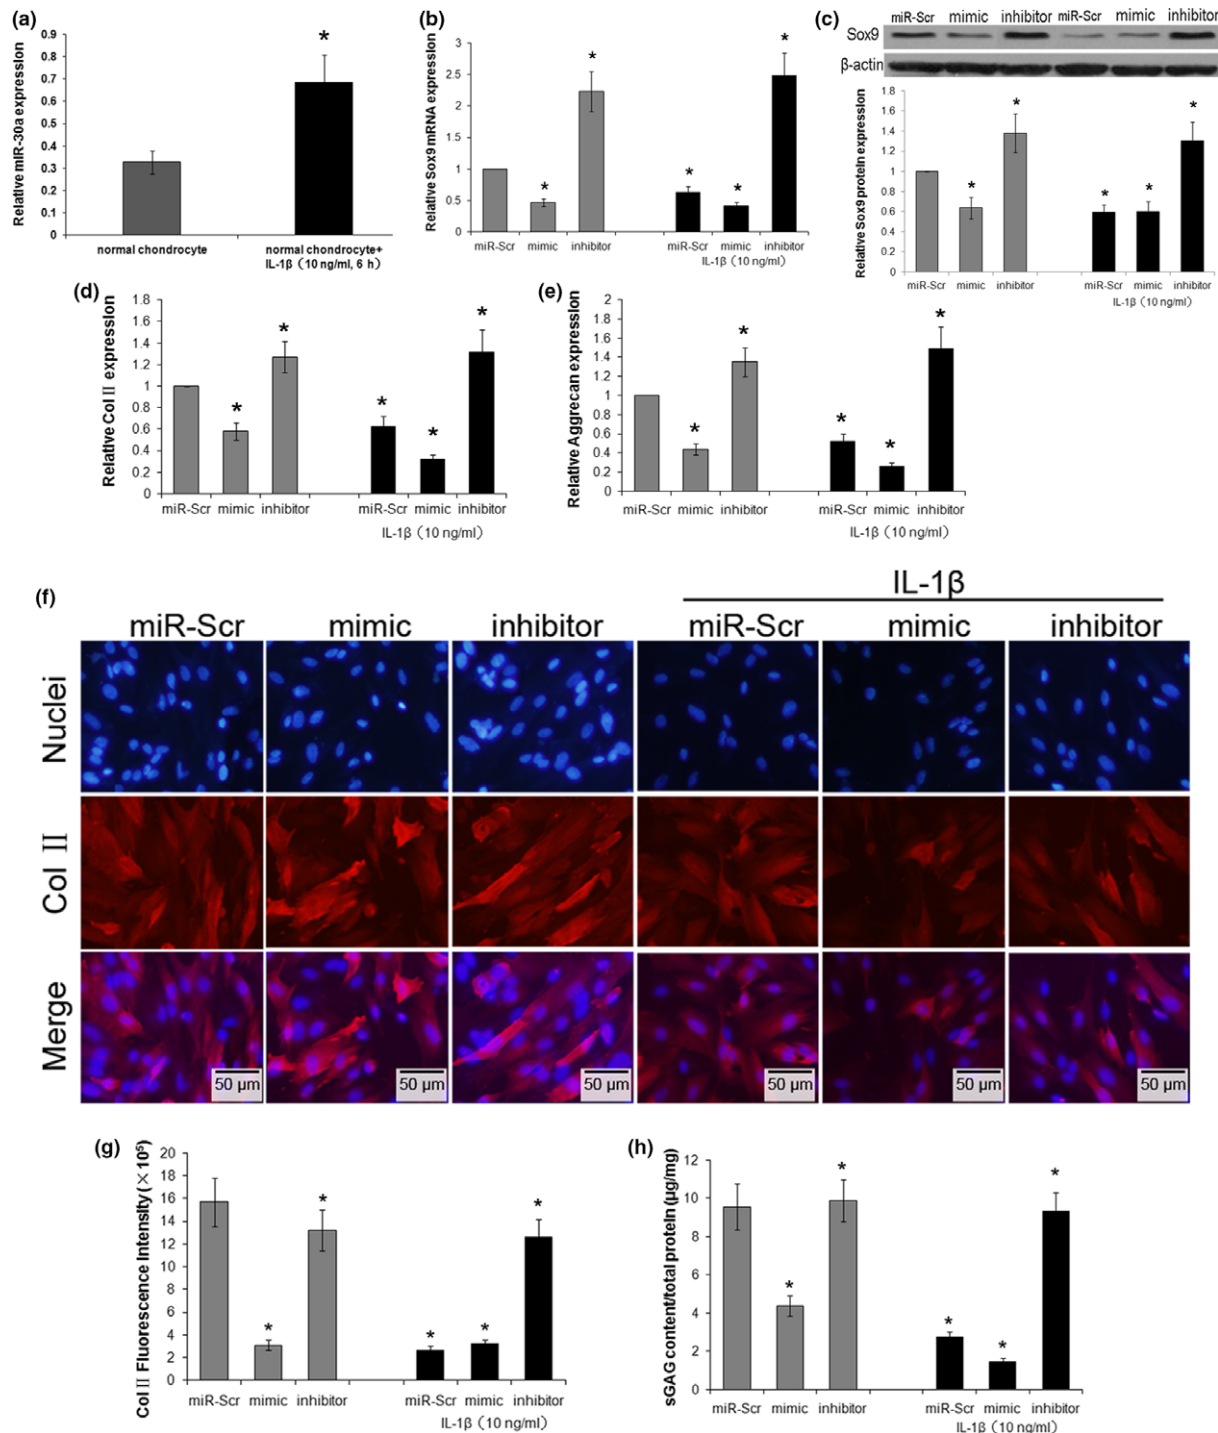 (a)
Relative miR-30a expression
0.9
0.8
0.7
0.6
0.5
0.4
0.3
0.2
0.1
0
*
normal chondrocyte
normal chondrocyte+
IL-1β（10 ng/ml, 6 h）
(b)
Relative Sox9 mRNA expression
3
2.5
2
1.5
1
0.5
0
* * * * *
miR-Scr mimic inhibitor miR-Scr mimic inhibitor
IL-1β（10 ng/ml）
(c)
miR-Scr mimic inhibitor miR-Scr mimic inhibitor
Sox9
β-actin
Relative Sox9 protein expression
1.8
1.6
1.4
1.2
1
0.8
0.6
0.4
0.2
0
* * * * *
miR-Scr mimic inhibitor miR-Scr mimic inhibitor
IL-1β（10 ng/ml）
(d)
Relative Col Ⅱ expression
1.8
1.6
1.4
1.2
1
0.8
0.6
0.4
0.2
0
* * * * *
miR-Scr mimic inhibitor miR-Scr mimic inhibitor
IL-1β（10 ng/ml）
(e)
Relative Aggrecan expression
2
1.8
1.6
1.4
1.2
1
0.8
0.6
0.4
0.2
0
* * * * *
miR-Scr mimic inhibitor miR-Scr mimic inhibitor
IL-1β（10 ng/ml）
(f)
IL-1β
miR-Scr mimic inhibitor miR-Scr mimic inhibitor
Nuclei
Col Ⅱ
Merge
50 µm 50 µm 50 µm 50 µm 50 µm 50 µm
(g)
Col Ⅱ Fluorescence Intensity (×10⁵)
20
18
16
14
12
10
8
6
4
2
0
* * * * *
miR-Scr mimic inhibitor miR-Scr mimic inhibitor
IL-1β（10 ng/ml）
(h)
sGAG content/total protein (µg/mg)
12
10
8
6
4
2
0
* * * * *
miR-Scr mimic inhibitor miR-Scr mimic inhibitor
IL-1β（10 ng/ml）